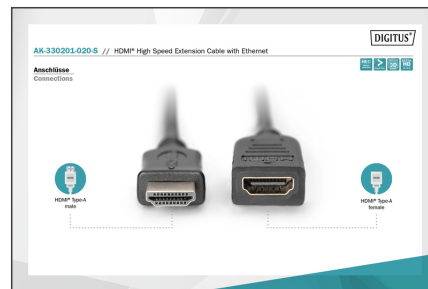 DIGITUS®
AK-330201-020-S // HDMI® High Speed Extension Cable with Ethernet
Anschlüsse
Connections
HDMI® Type-A
male
HDMI® Type-A
female